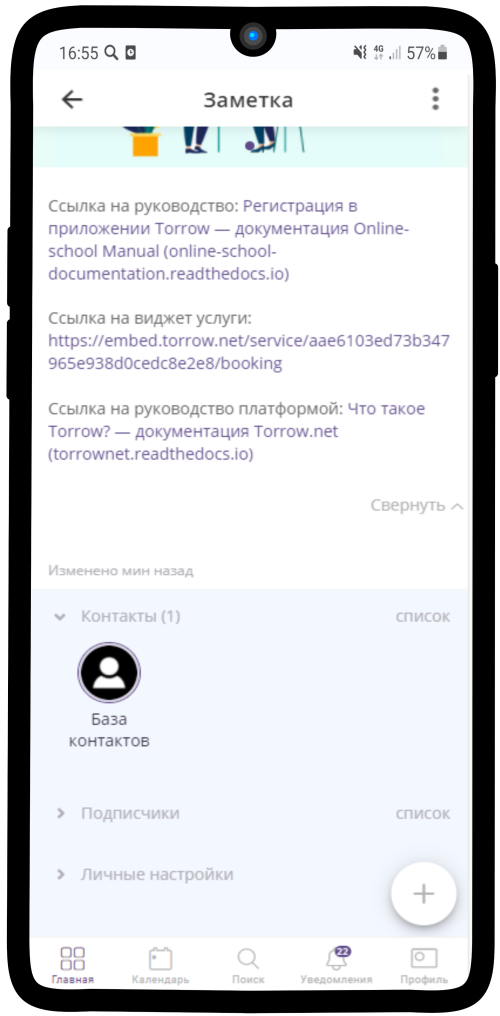 16:55 4G 57%
Заметка
Ссылка на руководство: Регистрация в
приложении Torrow — документация Online-
school Manual (online-school-
documentation.readthedocs.io)
Ссылка на виджет услуги:
https://embed.torrow.net/service/aae6103ed73b347
965e938d0cedc8e2e8/booking
Ссылка на руководство платформой: Что такое
Torrow? — документация Torrow.net
(torrownet.readthedocs.io)
Свернуть
Изменено мин назад
Контакты (1) список
База
контактов
Подписчики список
Личные настройки
22
Главная Календарь Поиск Уведомления Профиль